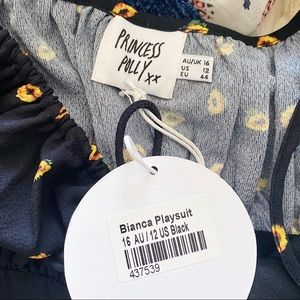 PRINCESS
POLLY xx
AU/UK 16
US 12
EU 44
Bianca Playsuit
16 AU / 12 US Black
437539